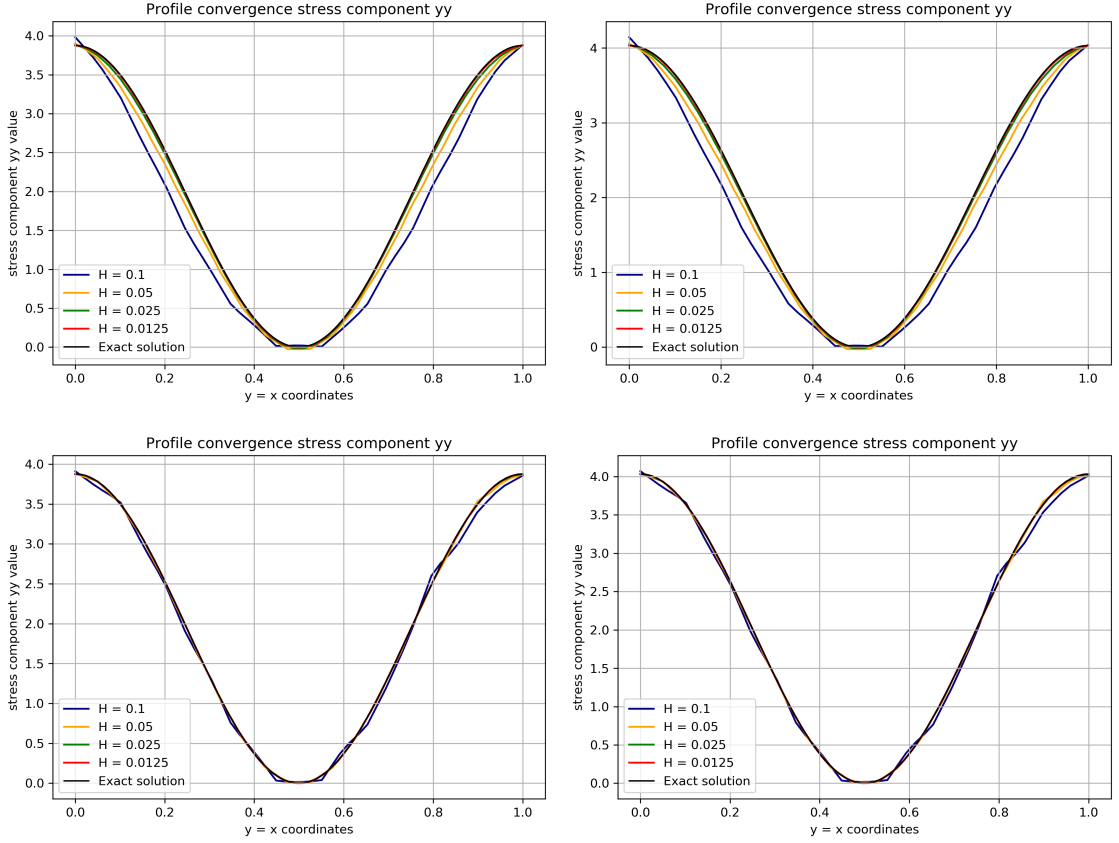 Profile convergence stress component yy
stress component yy value
4.0
3.5
3.0
2.5
2.0
1.5
1.0
0.5
0.0
H = 0.1
H = 0.05
H = 0.025
H = 0.0125
Exact solution
0.0 0.2 0.4 0.6 0.8 1.0
y = x coordinates
Profile convergence stress component yy
stress component yy value
4
3
2
1
0
H = 0.1
H = 0.05
H = 0.025
H = 0.0125
Exact solution
0.0 0.2 0.4 0.6 0.8 1.0
y = x coordinates
Profile convergence stress component yy
stress component yy value
4.0
3.5
3.0
2.5
2.0
1.5
1.0
0.5
0.0
H = 0.1
H = 0.05
H = 0.025
H = 0.0125
Exact solution
0.0 0.2 0.4 0.6 0.8 1.0
y = x coordinates
Profile convergence stress component yy
stress component yy value
4.0
3.5
3.0
2.5
2.0
1.5
1.0
0.5
0.0
H = 0.1
H = 0.05
H = 0.025
H = 0.0125
Exact solution
0.0 0.2 0.4 0.6 0.8 1.0
y = x coordinates